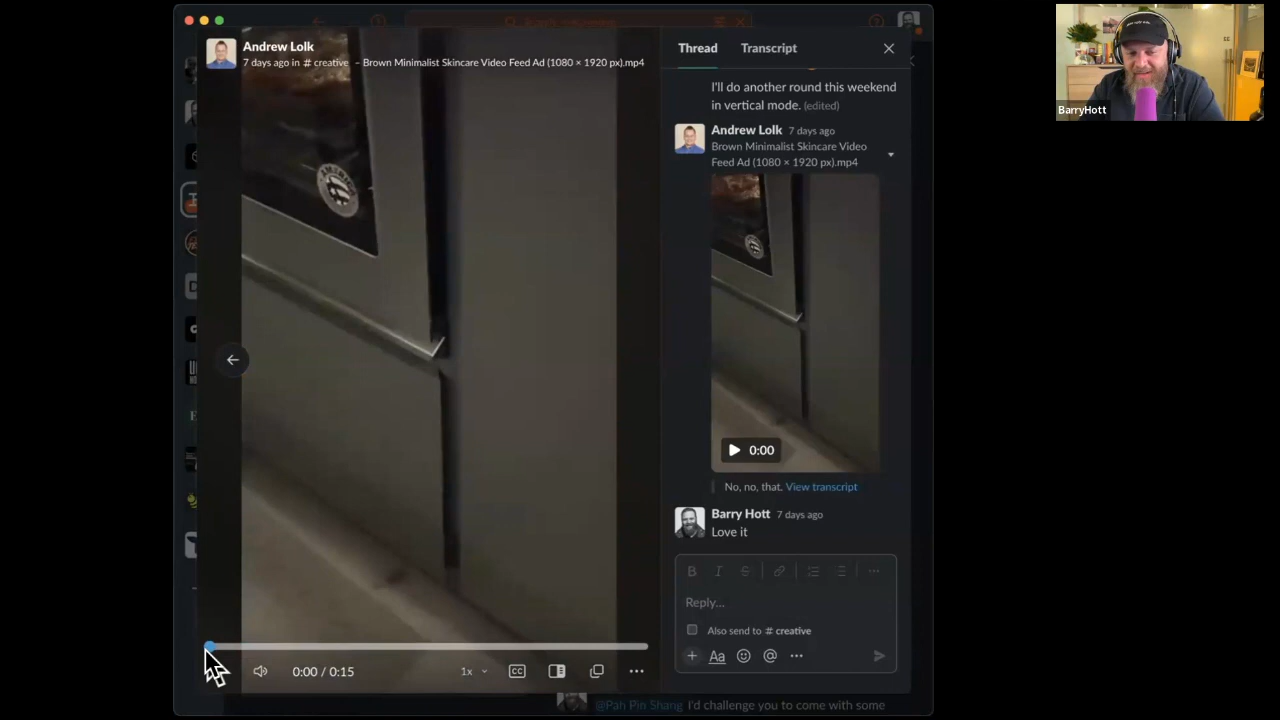 Andrew Lolk
7 days ago in # creative – Brown Minimalist Skincare Video Feed Ad (1080 × 1920 px).mp4
AMERICAN
0:00 / 0:15
1x
CC
Thread
Transcript
I'll do another round this weekend
in vertical mode. (edited)
Andrew Lolk 7 days ago
Brown Minimalist Skincare Video
Feed Ad (1080 × 1920 px).mp4
0:00
No, no, that. View transcript
Barry Hott 7 days ago
Love it
B I S
Reply...
Also send to # creative
Aa
@Pah Pin Shang I'd challenge you to come with some
BarryHott